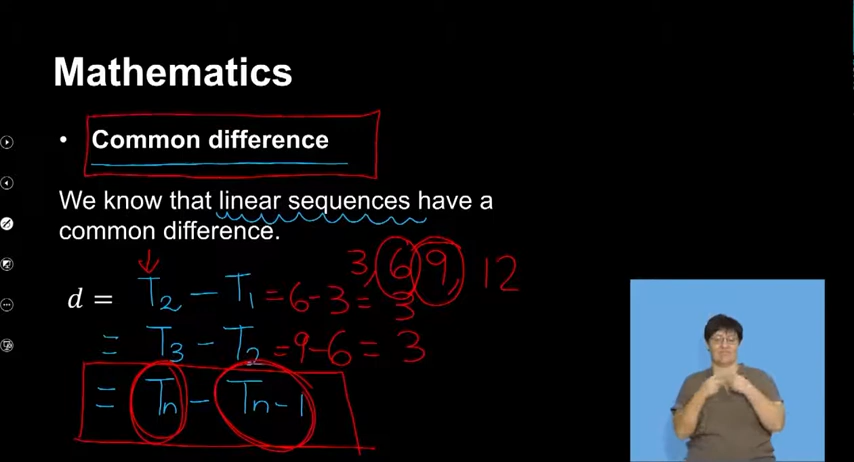 Mathematics
• Common difference
We know that linear sequences have a
common difference.
3, 6, 9, 12
d = T₂ − T₁ = 6 − 3 = 3
= T₃ − T₂ = 9 − 6 = 3
= Tₙ − Tₙ₋₁